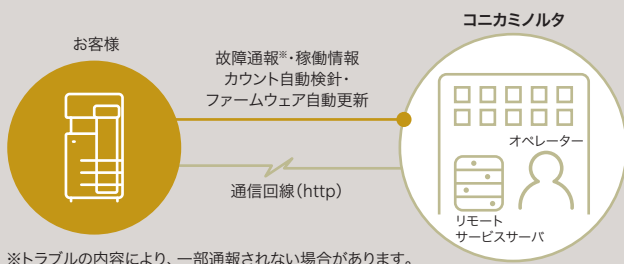 コニカミノルタ
お客様
故障通報※・稼働情報
カウント自動検針・
ファームウェア自動更新
オペレーター
通信回線(http)
リモート
サービスサーバ
※トラブルの内容により、一部通報されない場合があります。